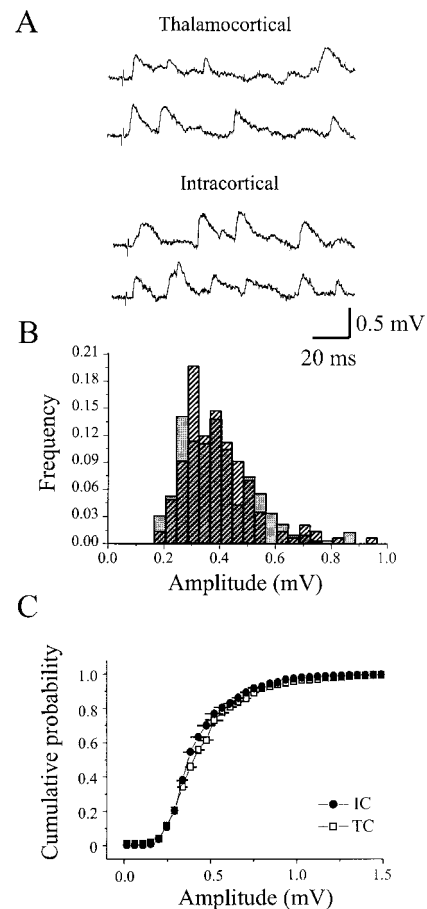 A
Thalamocortical
Intracortical
0.5 mV
20 ms
B
0.21
0.18
0.15
0.12
0.09
0.06
0.03
0.00
Frequency
0.0 0.2 0.4 0.6 0.8 1.0
Amplitude (mV)
C
1.0
0.8
0.6
0.4
0.2
0
Cumulative probability
IC
TC
0.0 0.5 1.0 1.5
Amplitude (mV)